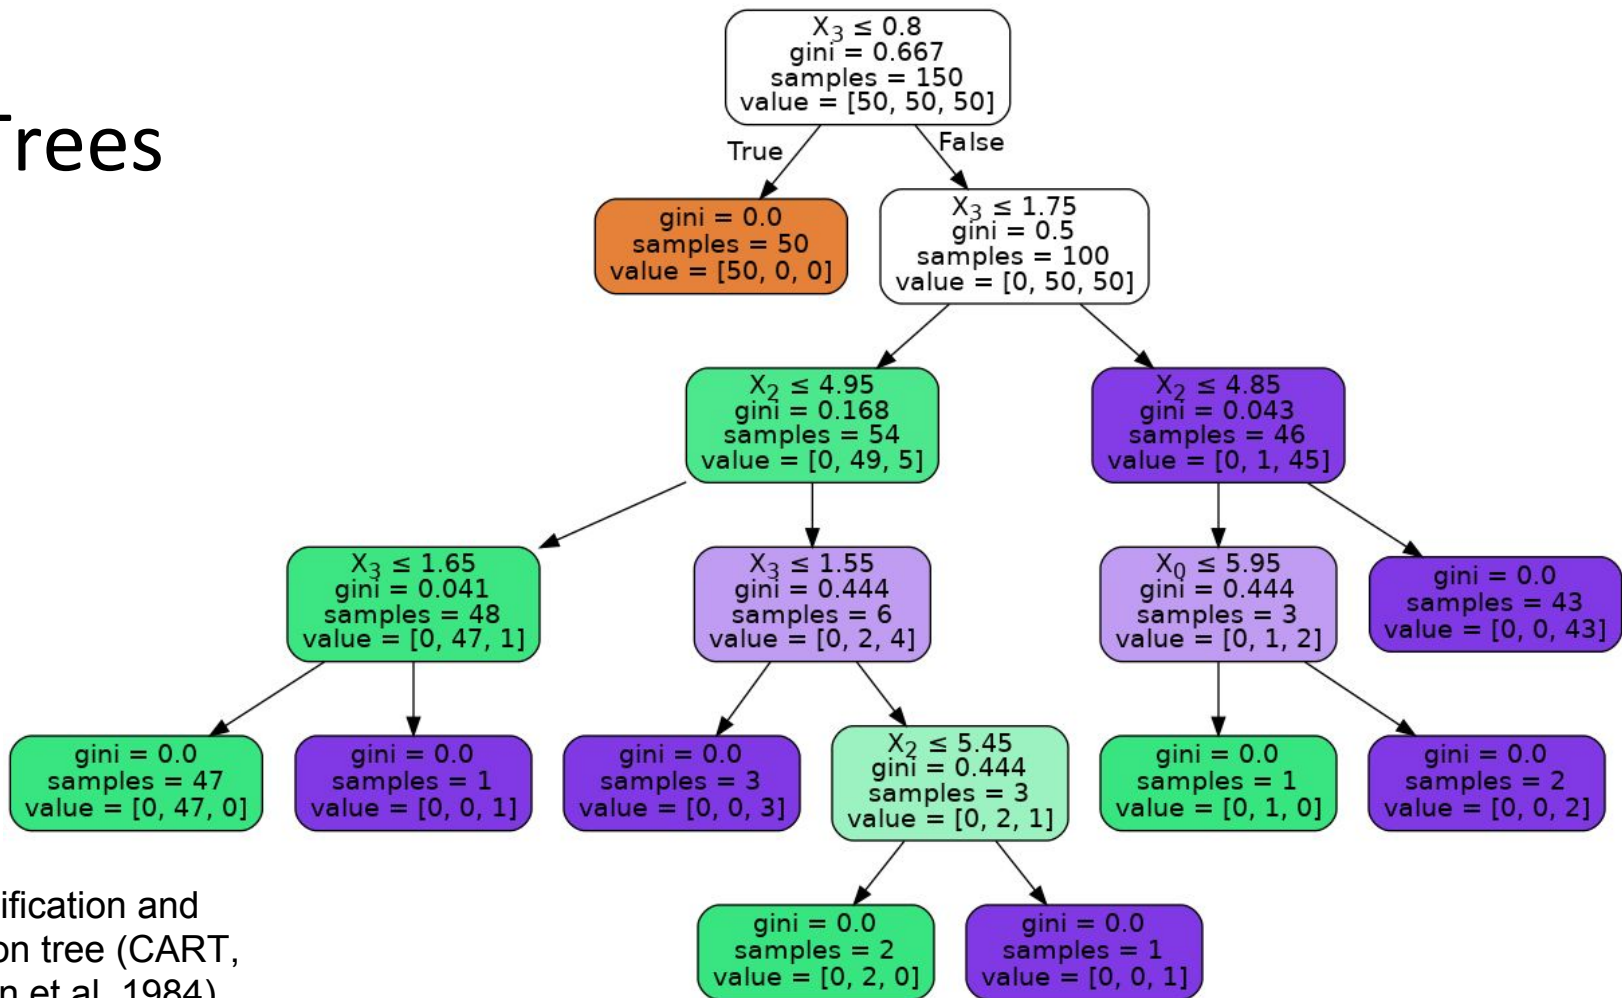 Trees
X3 ≤ 0.8
gini = 0.667
samples = 150
value = [50, 50, 50]
True
False
gini = 0.0
samples = 50
value = [50, 0, 0]
X3 ≤ 1.75
gini = 0.5
samples = 100
value = [0, 50, 50]
X2 ≤ 4.95
gini = 0.168
samples = 54
value = [0, 49, 5]
X2 ≤ 4.85
gini = 0.043
samples = 46
value = [0, 1, 45]
X3 ≤ 1.65
gini = 0.041
samples = 48
value = [0, 47, 1]
X3 ≤ 1.55
gini = 0.444
samples = 6
value = [0, 2, 4]
X0 ≤ 5.95
gini = 0.444
samples = 3
value = [0, 1, 2]
gini = 0.0
samples = 43
value = [0, 0, 43]
gini = 0.0
samples = 47
value = [0, 47, 0]
gini = 0.0
samples = 1
value = [0, 0, 1]
gini = 0.0
samples = 3
value = [0, 0, 3]
X2 ≤ 5.45
gini = 0.444
samples = 3
value = [0, 2, 1]
gini = 0.0
samples = 1
value = [0, 1, 0]
gini = 0.0
samples = 2
value = [0, 0, 2]
gini = 0.0
samples = 2
value = [0, 2, 0]
gini = 0.0
samples = 1
value = [0, 0, 1]
ification and
on tree (CART,
n et al. 1984)